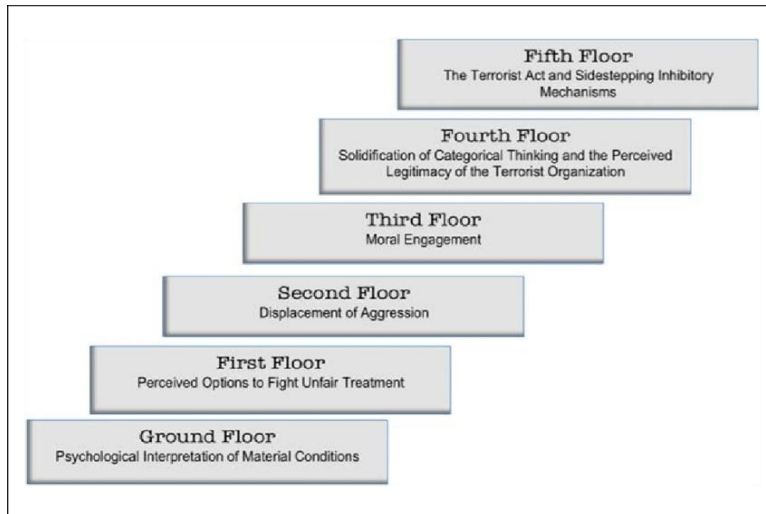 Fifth Floor
The Terrorist Act and Sidestepping Inhibitory
Mechanisms
Fourth Floor
Solidification of Categorical Thinking and the Perceived
Legitimacy of the Terrorist Organization
Third Floor
Moral Engagement
Second Floor
Displacement of Aggression
First Floor
Perceived Options to Fight Unfair Treatment
Ground Floor
Psychological Interpretation of Material Conditions